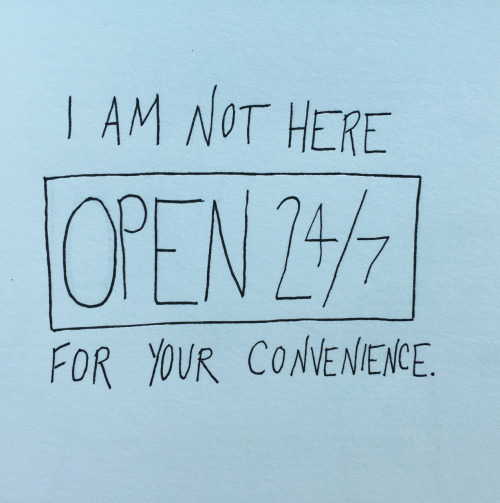 I AM NOT HERE
OPEN 24/7
FOR YOUR CONVENIENCE.